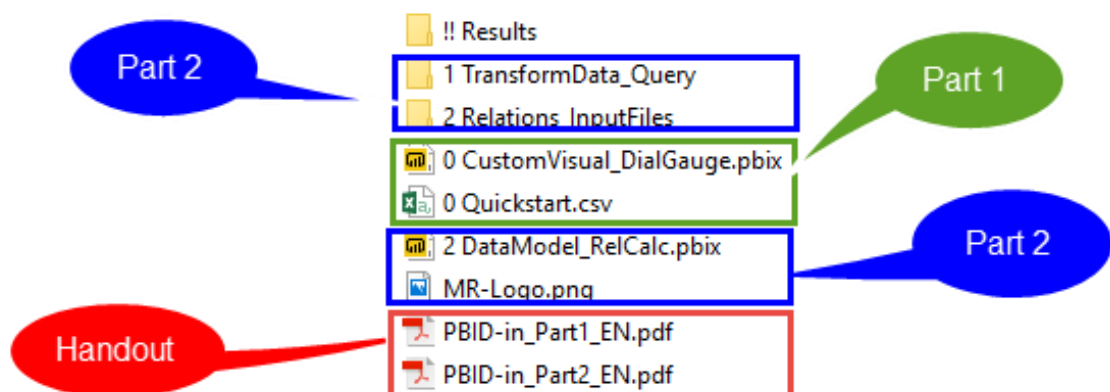 !! Results
Part 2
1 TransformData_Query
Part 1
2 Relations_InputFiles
0 CustomVisual_DialGauge.pbix
0 Quickstart.csv
2 DataModel_RelCalc.pbix
Part 2
MR-Logo.png
PBID-in_Part1_EN.pdf
Handout
PBID-in_Part2_EN.pdf